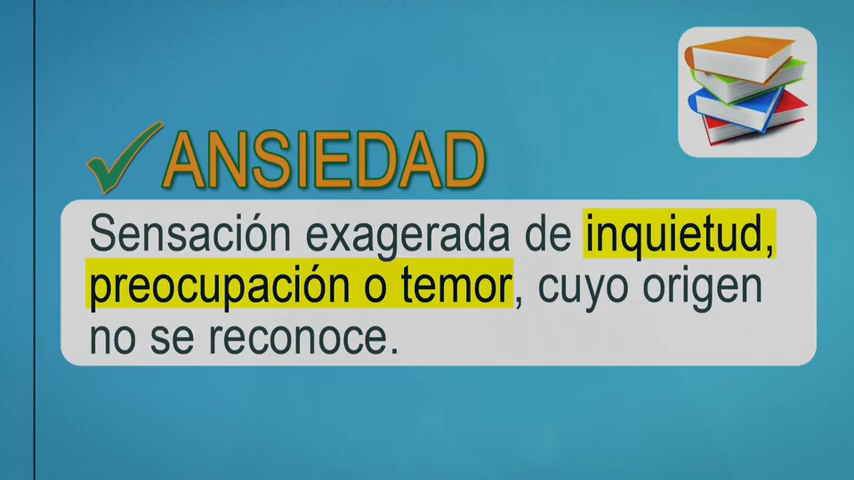 ANSIEDAD
Sensación exagerada de inquietud,
preocupación o temor, cuyo origen
no se reconoce.